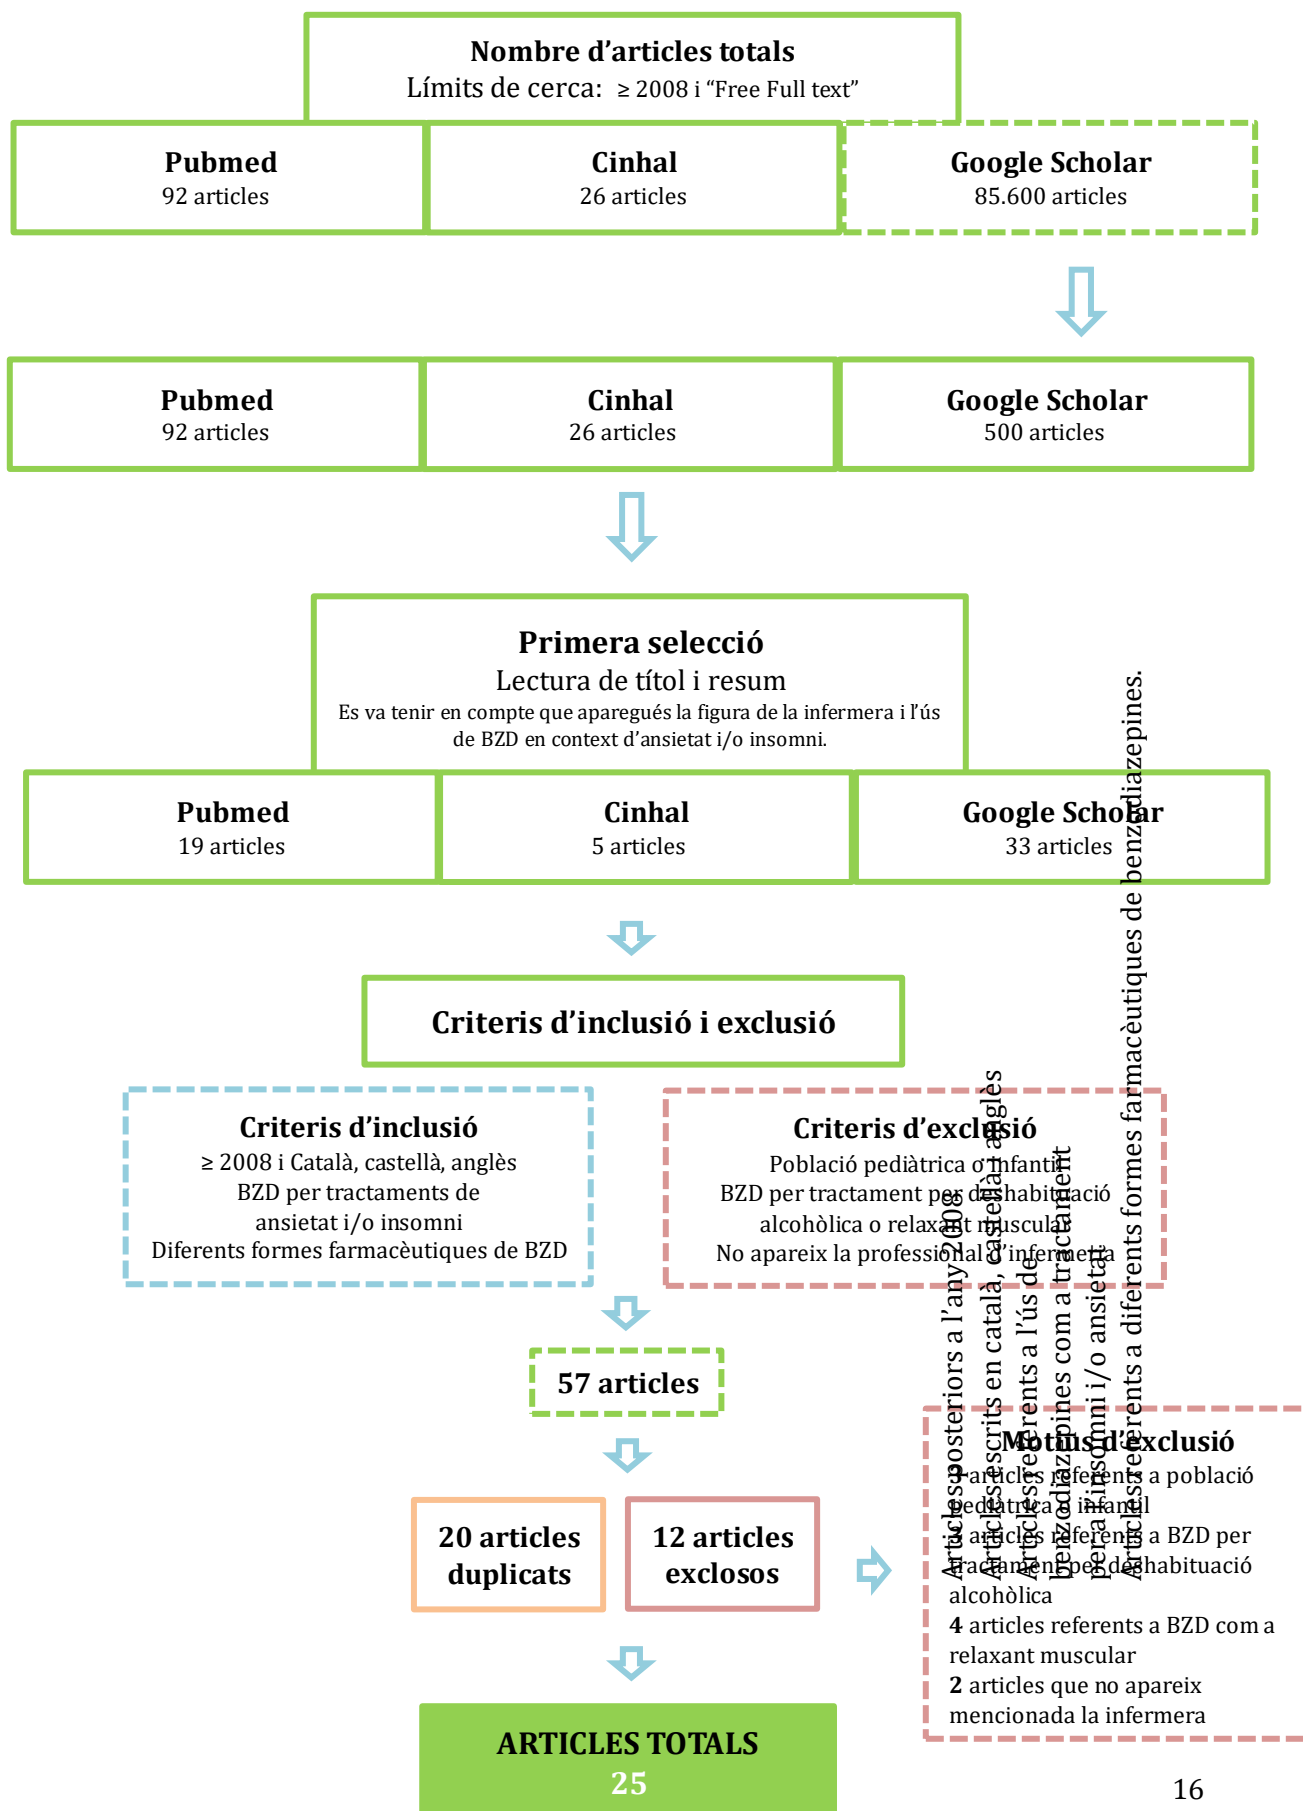 Nombre d’articles totals
Límits de cerca: ≥ 2008 i “Free Full text”
Pubmed
92 articles
Cinhal
26 articles
Google Scholar
85.600 articles
Pubmed
92 articles
Cinhal
26 articles
Google Scholar
500 articles
Primera selecció
Lectura de títol i resum
Es va tenir en compte que aparegués la figura de la infermera i l’ús
de BZD en context d’ansietat i/o insomni.
Pubmed
19 articles
Cinhal
5 articles
Google Scholar
33 articles
Criteris d’inclusió i exclusió
Criteris d’inclusió
≥ 2008 i Català, castellà, anglès
BZD per tractaments de
ansietat i/o insomni
Diferents formes farmacèutiques de BZD
Criteris d’exclusió
Població pediàtrica o infantil
BZD per tractament per deshabituació
alcohòlica o relaxant muscular
No apareix la professional d’infermeria
Articles posteriors a l’any 2008
Articles escrits en català, castellà i anglès
Articles referents a l’ús de
benzodiazepines com a tractament
per a l’insomni i/o ansietat
Articles referents a diferents formes farmacèutiques de benzodiazepines.
57 articles
20 articles
duplicats
12 articles
exclosos
Motius d’exclusió
articles referents a població
pediàtrica o infantil
articles referents a BZD per
tractament per deshabituació
alcohòlica
4 articles referents a BZD com a
relaxant muscular
2 articles que no apareix
mencionada la infermera
ARTICLES TOTALS
25
16